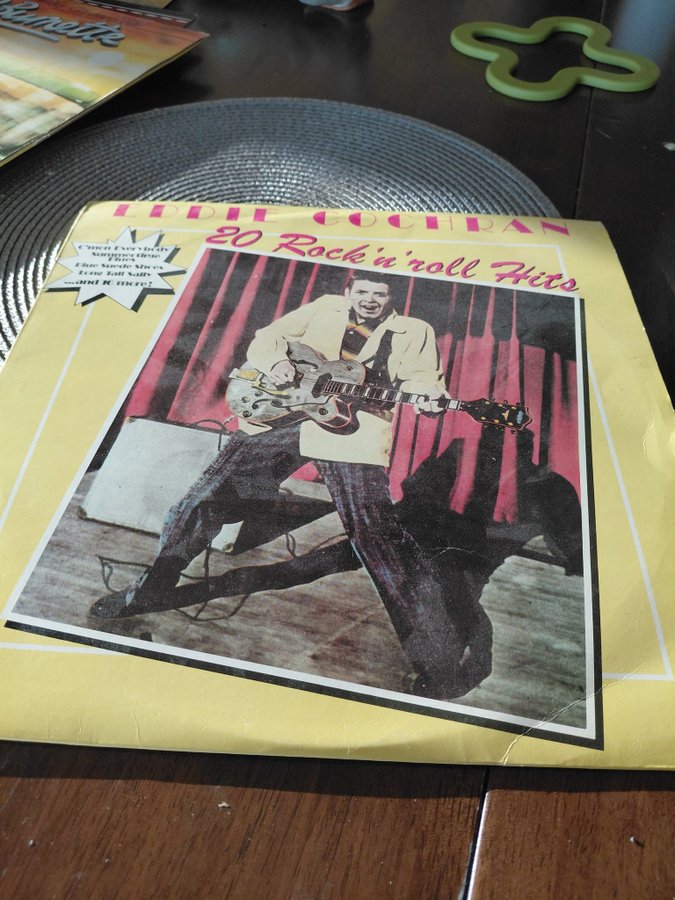 Burnette
EDDIE COCHRAN
20 Rock'n'roll Hits
C'mon Everybody
Summertime
Blues
Blue Suede Shoes
Long Tall Sally
....and 16 more!